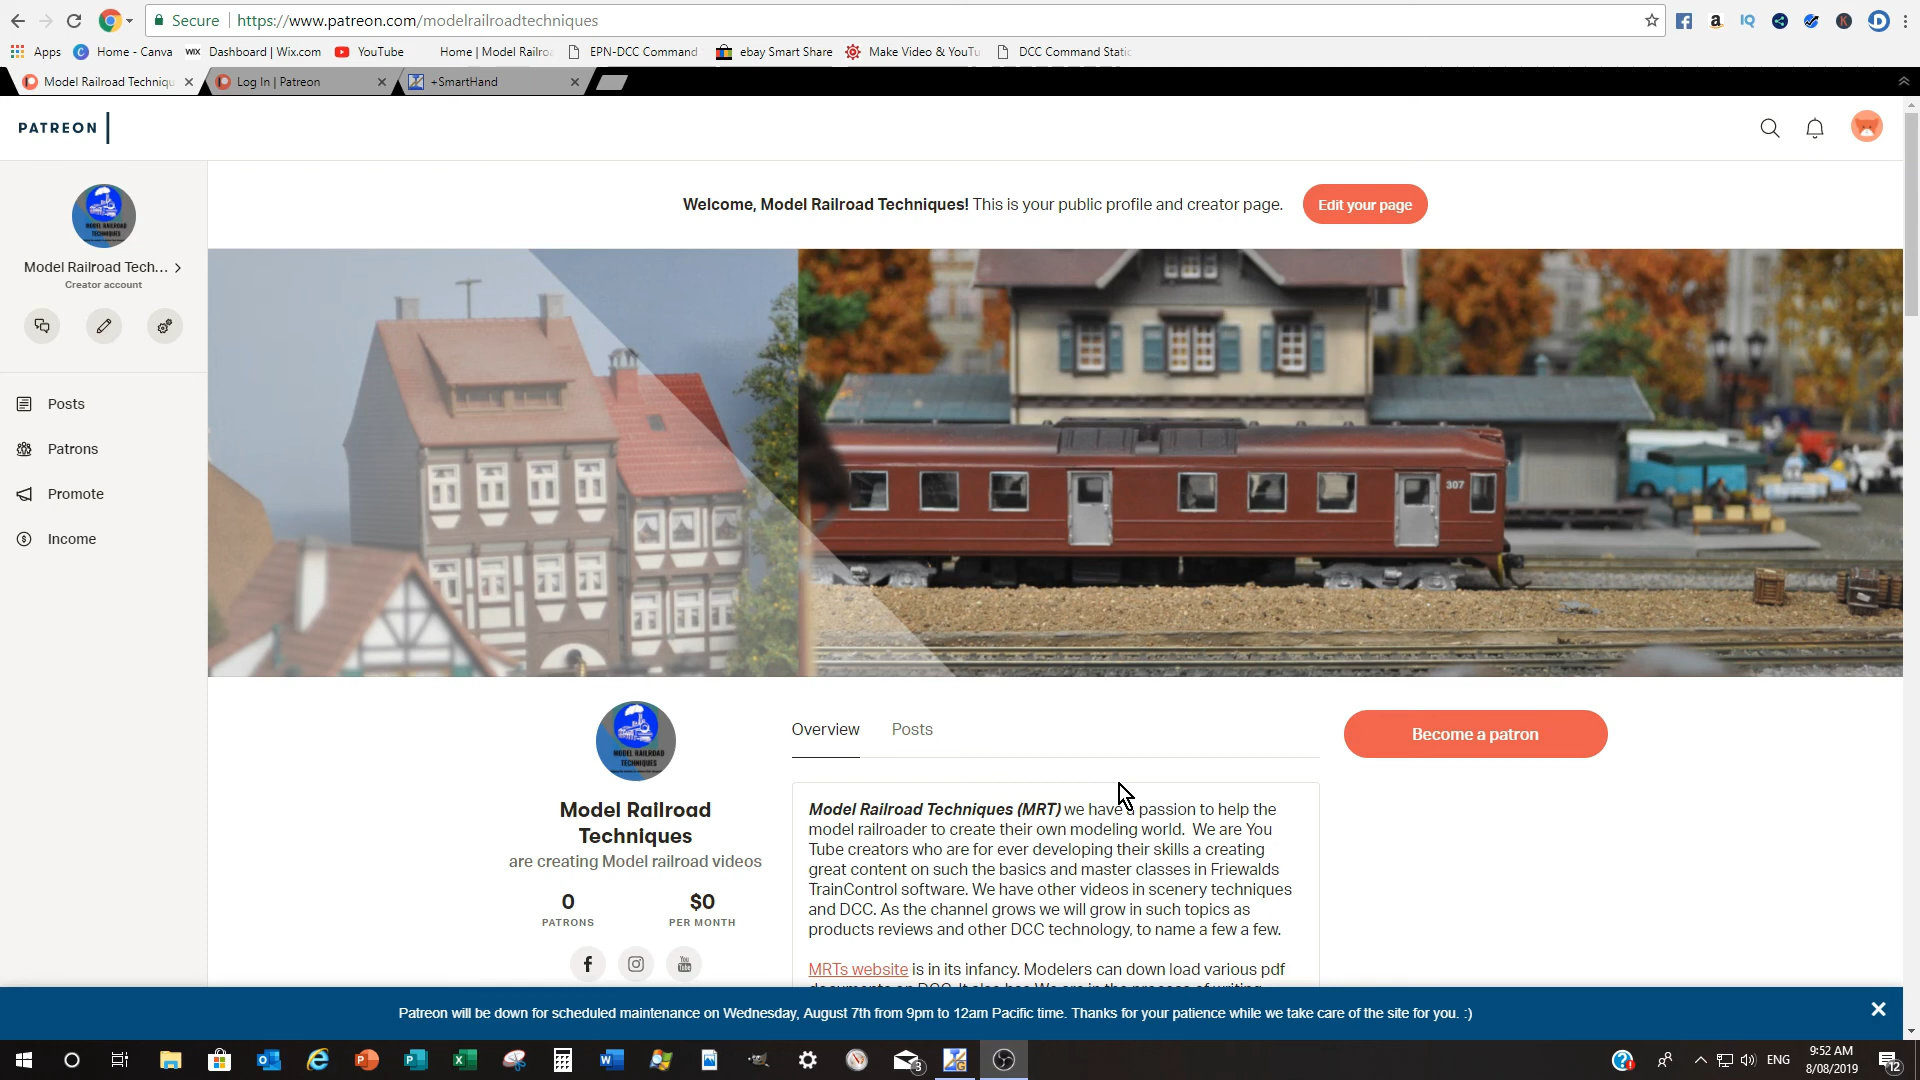 Secure
https://www.patreon.com/modelrailroadtechniques
Apps
Home - Canva
WiX
Dashboard | Wix.com
YouTube
Home | Model Railro
EPN-DCC Command
ebay Smart Share
Make Video & YouTu
DCC Command Static
Model Railroad Techniqu
Log In | Patreon
+SmartHand
PATREON
Model Railroad Tech...
Creator account
Posts
Patrons
Promote
Income
Welcome, Model Railroad Techniques! This is your public profile and creator page.
Edit your page
307
MODEL RAILROAD
TECHNIQUES
Model Railroad
Techniques
are creating Model railroad videos
0
PATRONS
$0
PER MONTH
Overview
Posts
Become a patron
Model Railroad Techniques (MRT) we have a passion to help the
model railroader to create their own modeling world. We are You
Tube creators who are for ever developing their skills a creating
great content on such the basics and master classes in Friewalds
TrainControl software. We have other videos in scenery techniques
and DCC. As the channel grows we will grow in such topics as
products reviews and other DCC technology, to name a few a few.
MRTs website is in its infancy. Modelers can down load various pdf
Patreon will be down for scheduled maintenance on Wednesday, August 7th from 9pm to 12am Pacific time. Thanks for your patience while we take care of the site for you. :)
3
ENG
9:52 AM
8/08/2019
12